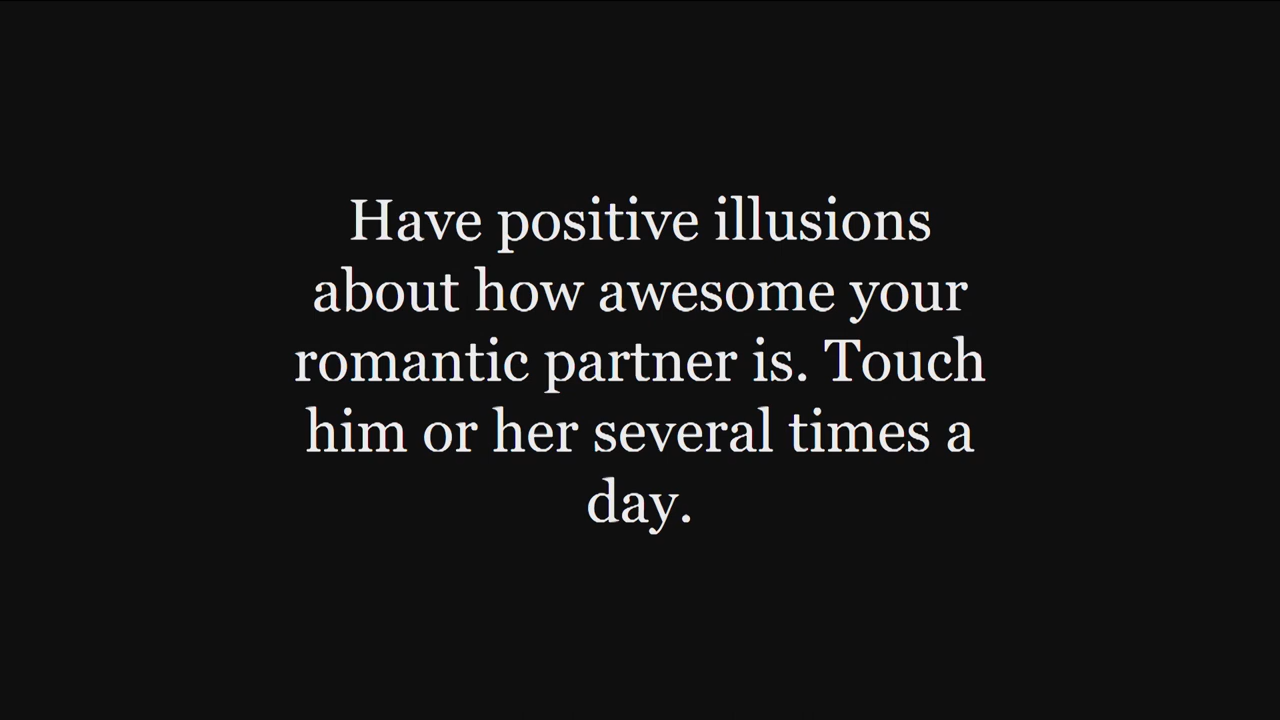 Have positive illusions
about how awesome your
romantic partner is. Touch
him or her several times a
day.